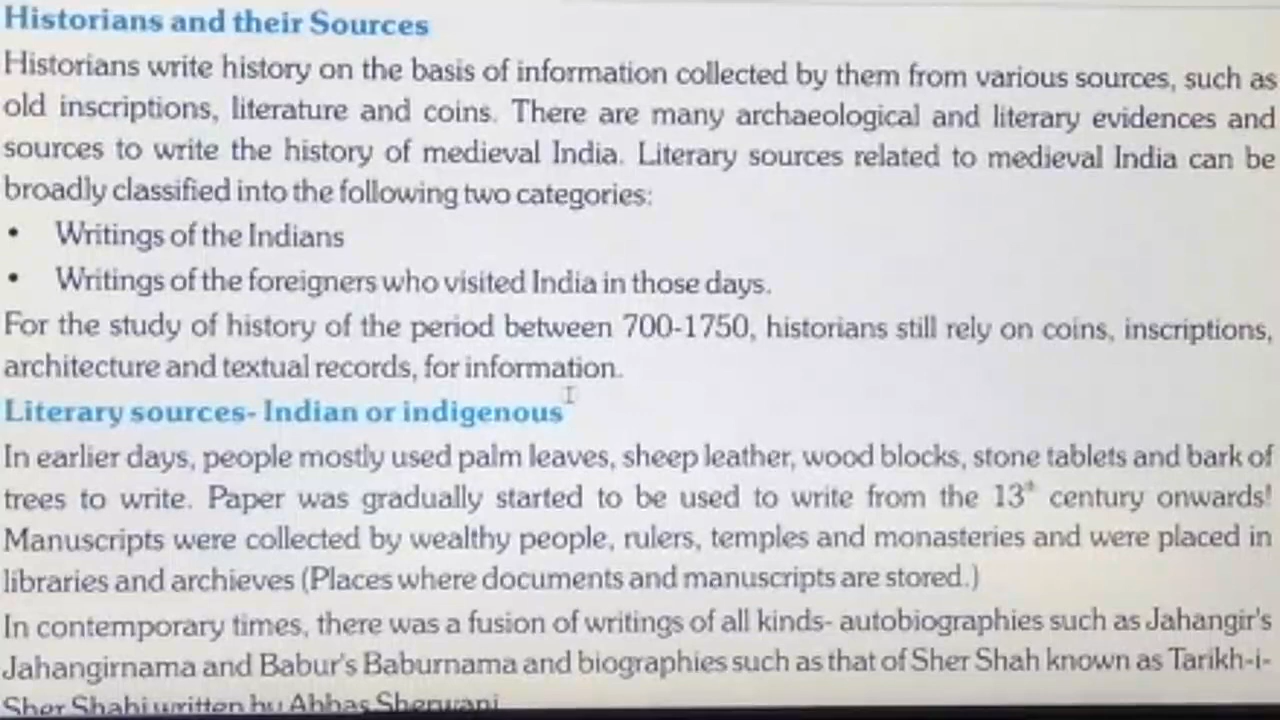 Historians and their Sources
Historians write history on the basis of information collected by them from various sources, such as
old inscriptions, literature and coins. There are many archaeological and literary evidences and
sources to write the history of medieval India. Literary sources related to medieval India can be
broadly classified into the following two categories:
• Writings of the Indians
• Writings of the foreigners who visited India in those days.
For the study of history of the period between 700-1750, historians still rely on coins, inscriptions,
architecture and textual records, for information.
Literary sources- Indian or indigenous
In earlier days, people mostly used palm leaves, sheep leather, wood blocks, stone tablets and bark of
trees to write. Paper was gradually started to be used to write from the 13th century onwards!
Manuscripts were collected by wealthy people, rulers, temples and monasteries and were placed in
libraries and archieves (Places where documents and manuscripts are stored.)
In contemporary times, there was a fusion of writings of all kinds- autobiographies such as Jahangir's
Jahangirnama and Babur's Baburnama and biographies such as that of Sher Shah known as Tarikh-i-
Sher Shahi written by Abbas Sherwani